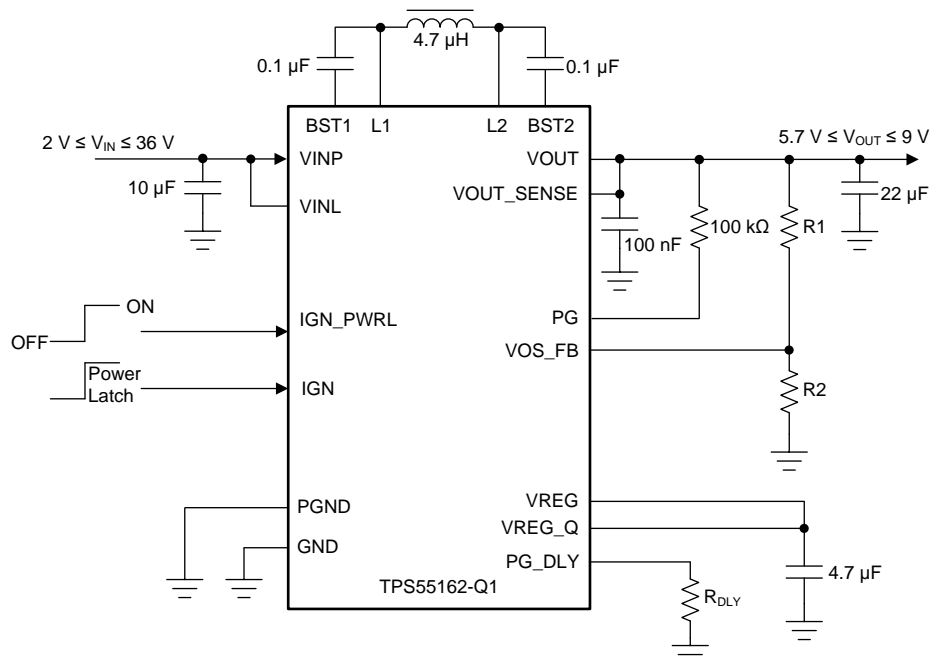 4.7 µH
0.1 µF
0.1 µF
BST1 L1 L2 BST2
2 V ≤ VIN ≤ 36 V
VINP
VOUT
5.7 V ≤ VOUT ≤ 9 V
10 µF
VINL
VOUT_SENSE
22 µF
100 nF
100 kΩ
R1
ON
OFF
IGN_PWRL
PG
VOS_FB
Power
Latch
IGN
R2
PGND
VREG
VREG_Q
GND
PG_DLY
4.7 µF
TPS55162-Q1
RDLY